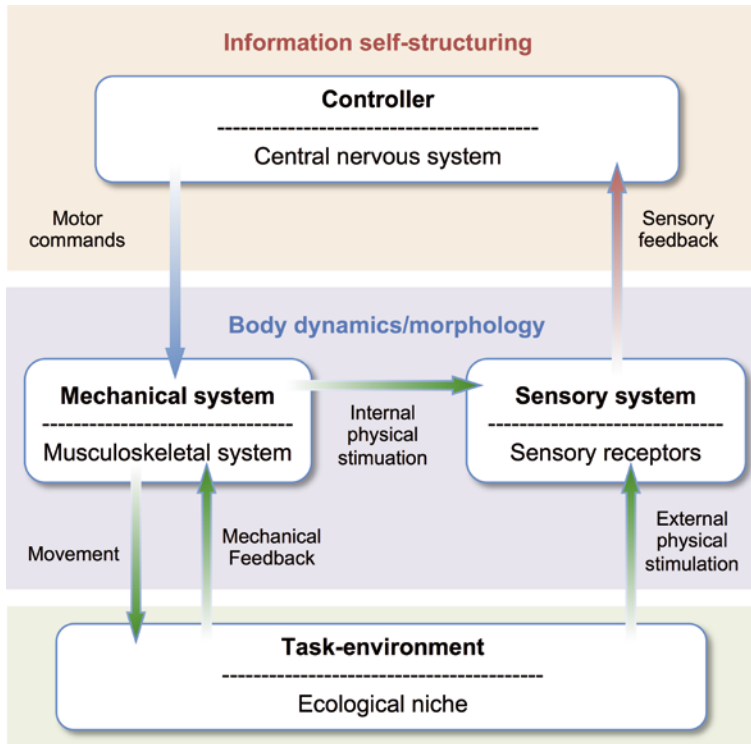 Information self-structuring
Controller
----------------------------------------
Central nervous system
Motor
commands
Sensory
feedback
Body dynamics/morphology
Mechanical system
--------------------------------
Musculoskeletal system
Internal
physical
stimuation
Sensory system
---------------------------------
Sensory receptors
Movement
Mechanical
Feedback
External
physical
stimulation
Task-environment
----------------------------------------
Ecological niche